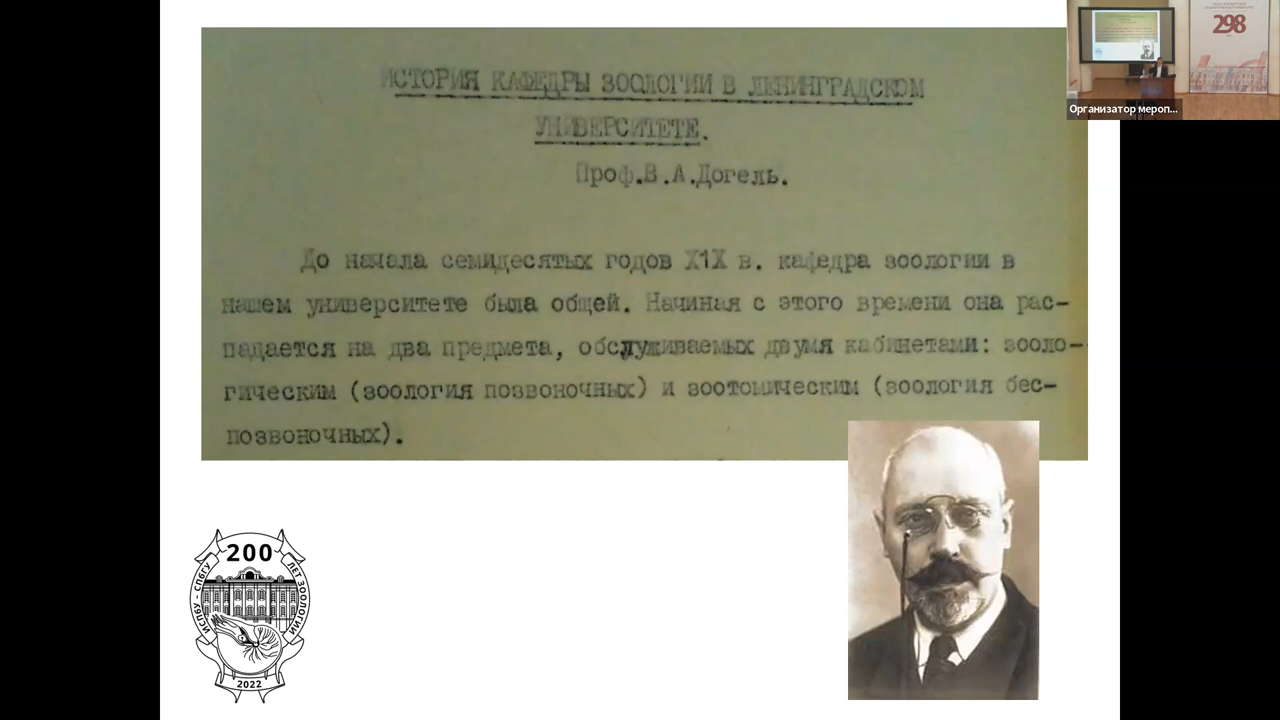 ИСТОРИЯ КАФЕДРЫ ЗООЛОГИИ В ЛЕНИНГРАДСКОМ
УНИВЕРСИТЕТЕ.
Проф.В.А.Догель.
До начала семидесятых годов Х1Х в. кафедра зоологии в
нашем университете была общей. Начиная с этого времени она рас-
падается на два предмета, обслуживаемых двумя кабинетами: зооло-
гическим (зоология позвоночных) и зоотомическим (зоология бес-
позвоночных).
200
ИСПБУ - СПбГУ
ЛЕТ ЗООЛОГИИ
2022
298
Организатор мероп...